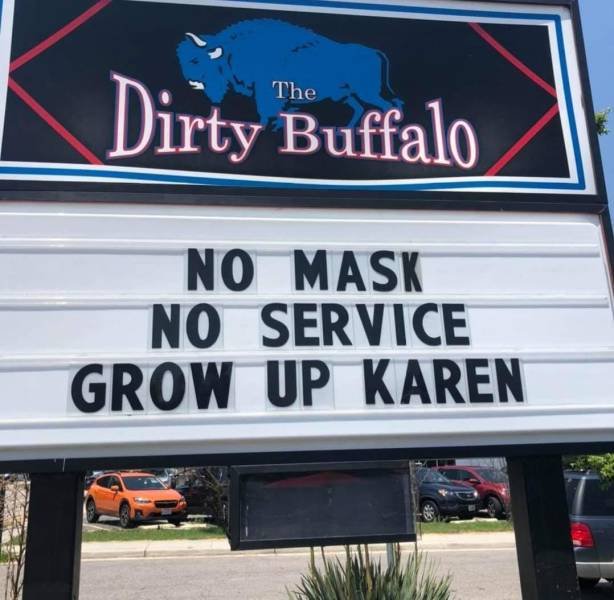 The
Dirty Buffalo
NO MASK
NO SERVICE
GROW UP KAREN